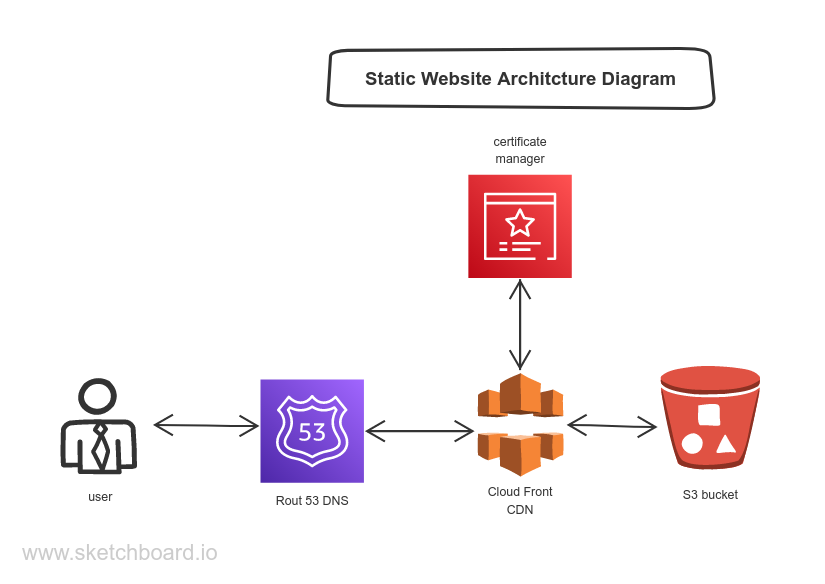 Static Website Architcture Diagram
certificate
manager
53
user
Rout 53 DNS
Cloud Front
CDN
S3 bucket
www.sketchboard.io